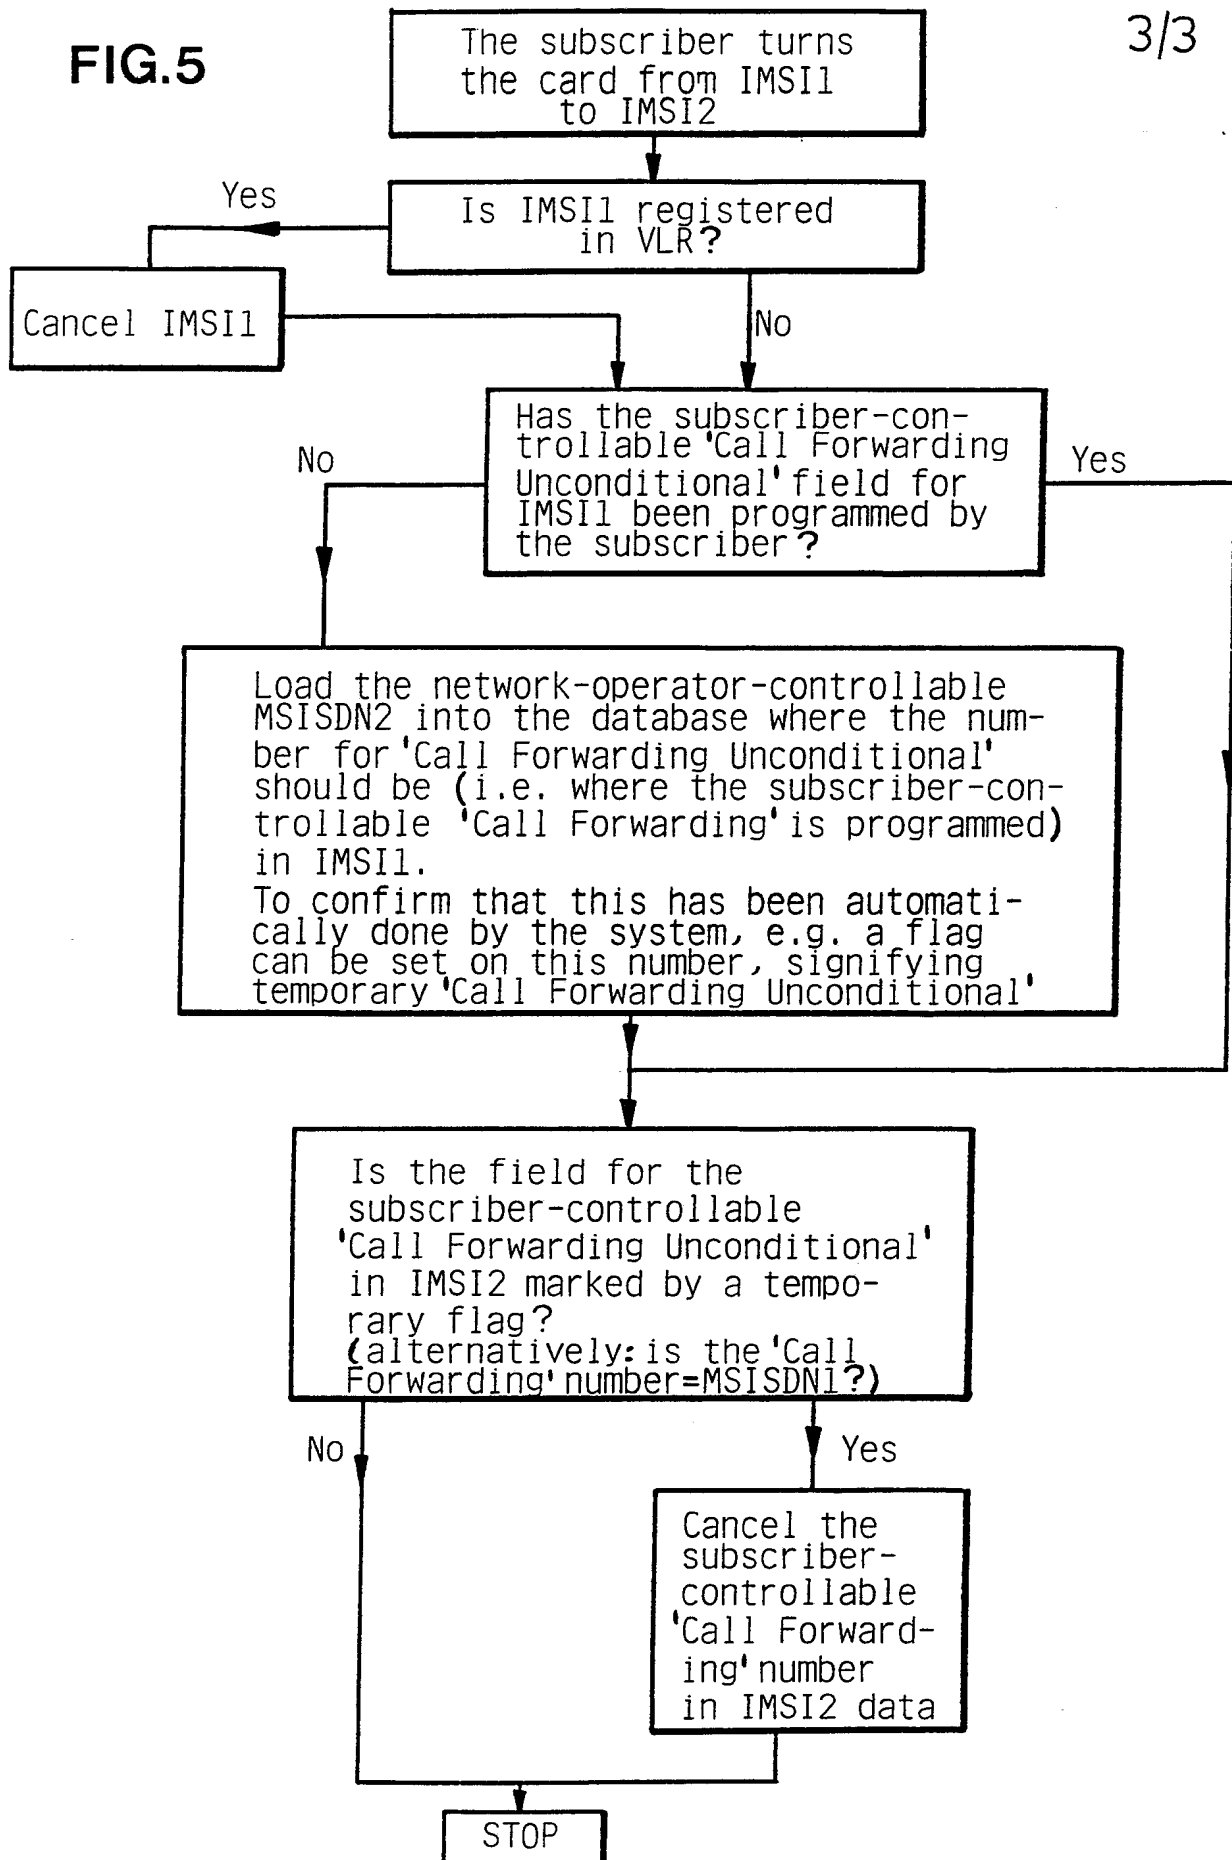 FIG.5
3/3
The subscriber turns
the card from IMSI1
to IMSI2
Yes
Is IMSI1 registered
in VLR?
Cancel IMSI1
No
Has the subscriber-con-
trollable 'Call Forwarding
Unconditional' field for
IMSI1 been programmed by
the subscriber?
No
Yes
Load the network-operator-controllable
MSISDN2 into the database where the num-
ber for 'Call Forwarding Unconditional'
should be (i.e. where the subscriber-con-
trollable 'Call Forwarding' is programmed)
in IMSI1.
To confirm that this has been automati-
cally done by the system, e.g. a flag
can be set on this number, signifying
temporary 'Call Forwarding Unconditional'
Is the field for the
subscriber-controllable
'Call Forwarding Unconditional'
in IMSI2 marked by a tempo-
rary flag?
(alternatively: is the 'Call
Forwarding' number=MSISDN1?)
No
Yes
Cancel the
subscriber-
controllable
'Call Forward-
ing' number
in IMSI2 data
STOP